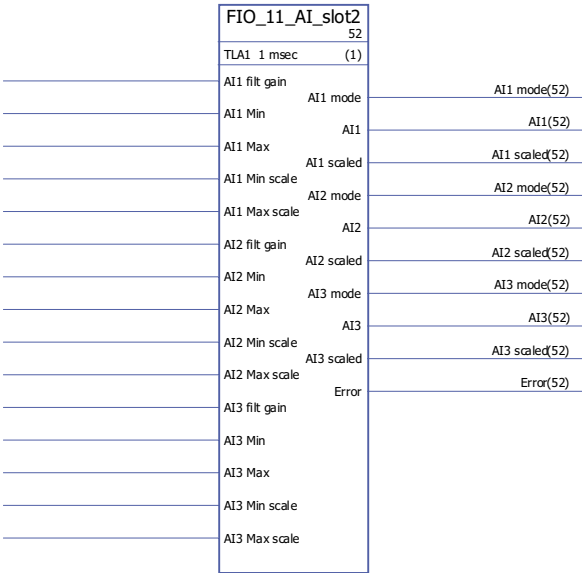 FIO_11_AI_slot2
52
TLA1 1 msec (1)
AI1 filt gain
AI1 mode AI1 mode(52)
AI1 Min
AI1 AI1(52)
AI1 Max
AI1 scaled AI1 scaled(52)
AI1 Min scale
AI2 mode AI2 mode(52)
AI1 Max scale
AI2 AI2(52)
AI2 filt gain
AI2 scaled AI2 scaled(52)
AI2 Min
AI3 mode AI3 mode(52)
AI2 Max
AI3 AI3(52)
AI2 Min scale
AI3 scaled AI3 scaled(52)
AI2 Max scale
Error Error(52)
AI3 filt gain
AI3 Min
AI3 Max
AI3 Min scale
AI3 Max scale